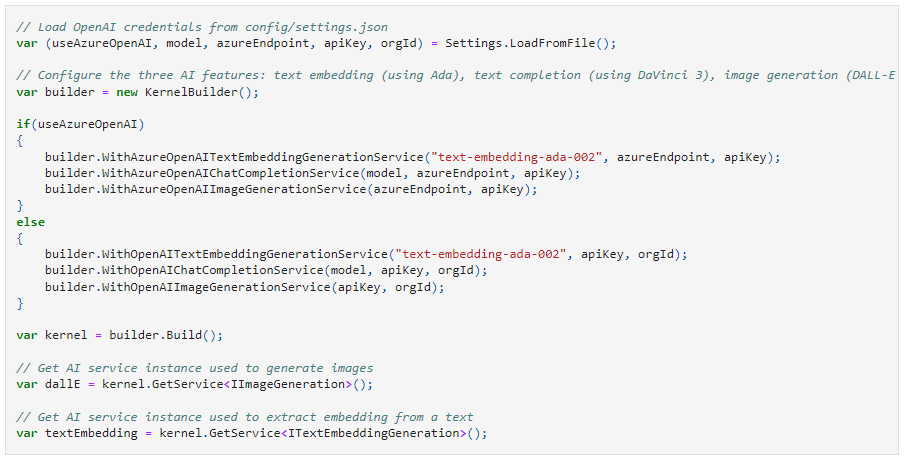 // Load OpenAI credentials from config/settings.json
var (useAzureOpenAI, model, azureEndpoint, apiKey, orgId) = Settings.LoadFromFile();
// Configure the three AI features: text embedding (using Ada), text completion (using DaVinci 3), image generation (DALL-E
var builder = new KernelBuilder();
if(useAzureOpenAI)
{
    builder.WithAzureOpenAITextEmbeddingGenerationService("text-embedding-ada-002", azureEndpoint, apiKey);
    builder.WithAzureOpenAIChatCompletionService(model, azureEndpoint, apiKey);
    builder.WithAzureOpenAIImageGenerationService(azureEndpoint, apiKey);
}
else
{
    builder.WithOpenAITextEmbeddingGenerationService("text-embedding-ada-002", apiKey, orgId);
    builder.WithOpenAIChatCompletionService(model, apiKey, orgId);
    builder.WithOpenAIImageGenerationService(apiKey, orgId);
}
var kernel = builder.Build();
// Get AI service instance used to generate images
var dallE = kernel.GetService<IImageGeneration>();
// Get AI service instance used to extract embedding from a text
var textEmbedding = kernel.GetService<ITextEmbeddingGeneration>();